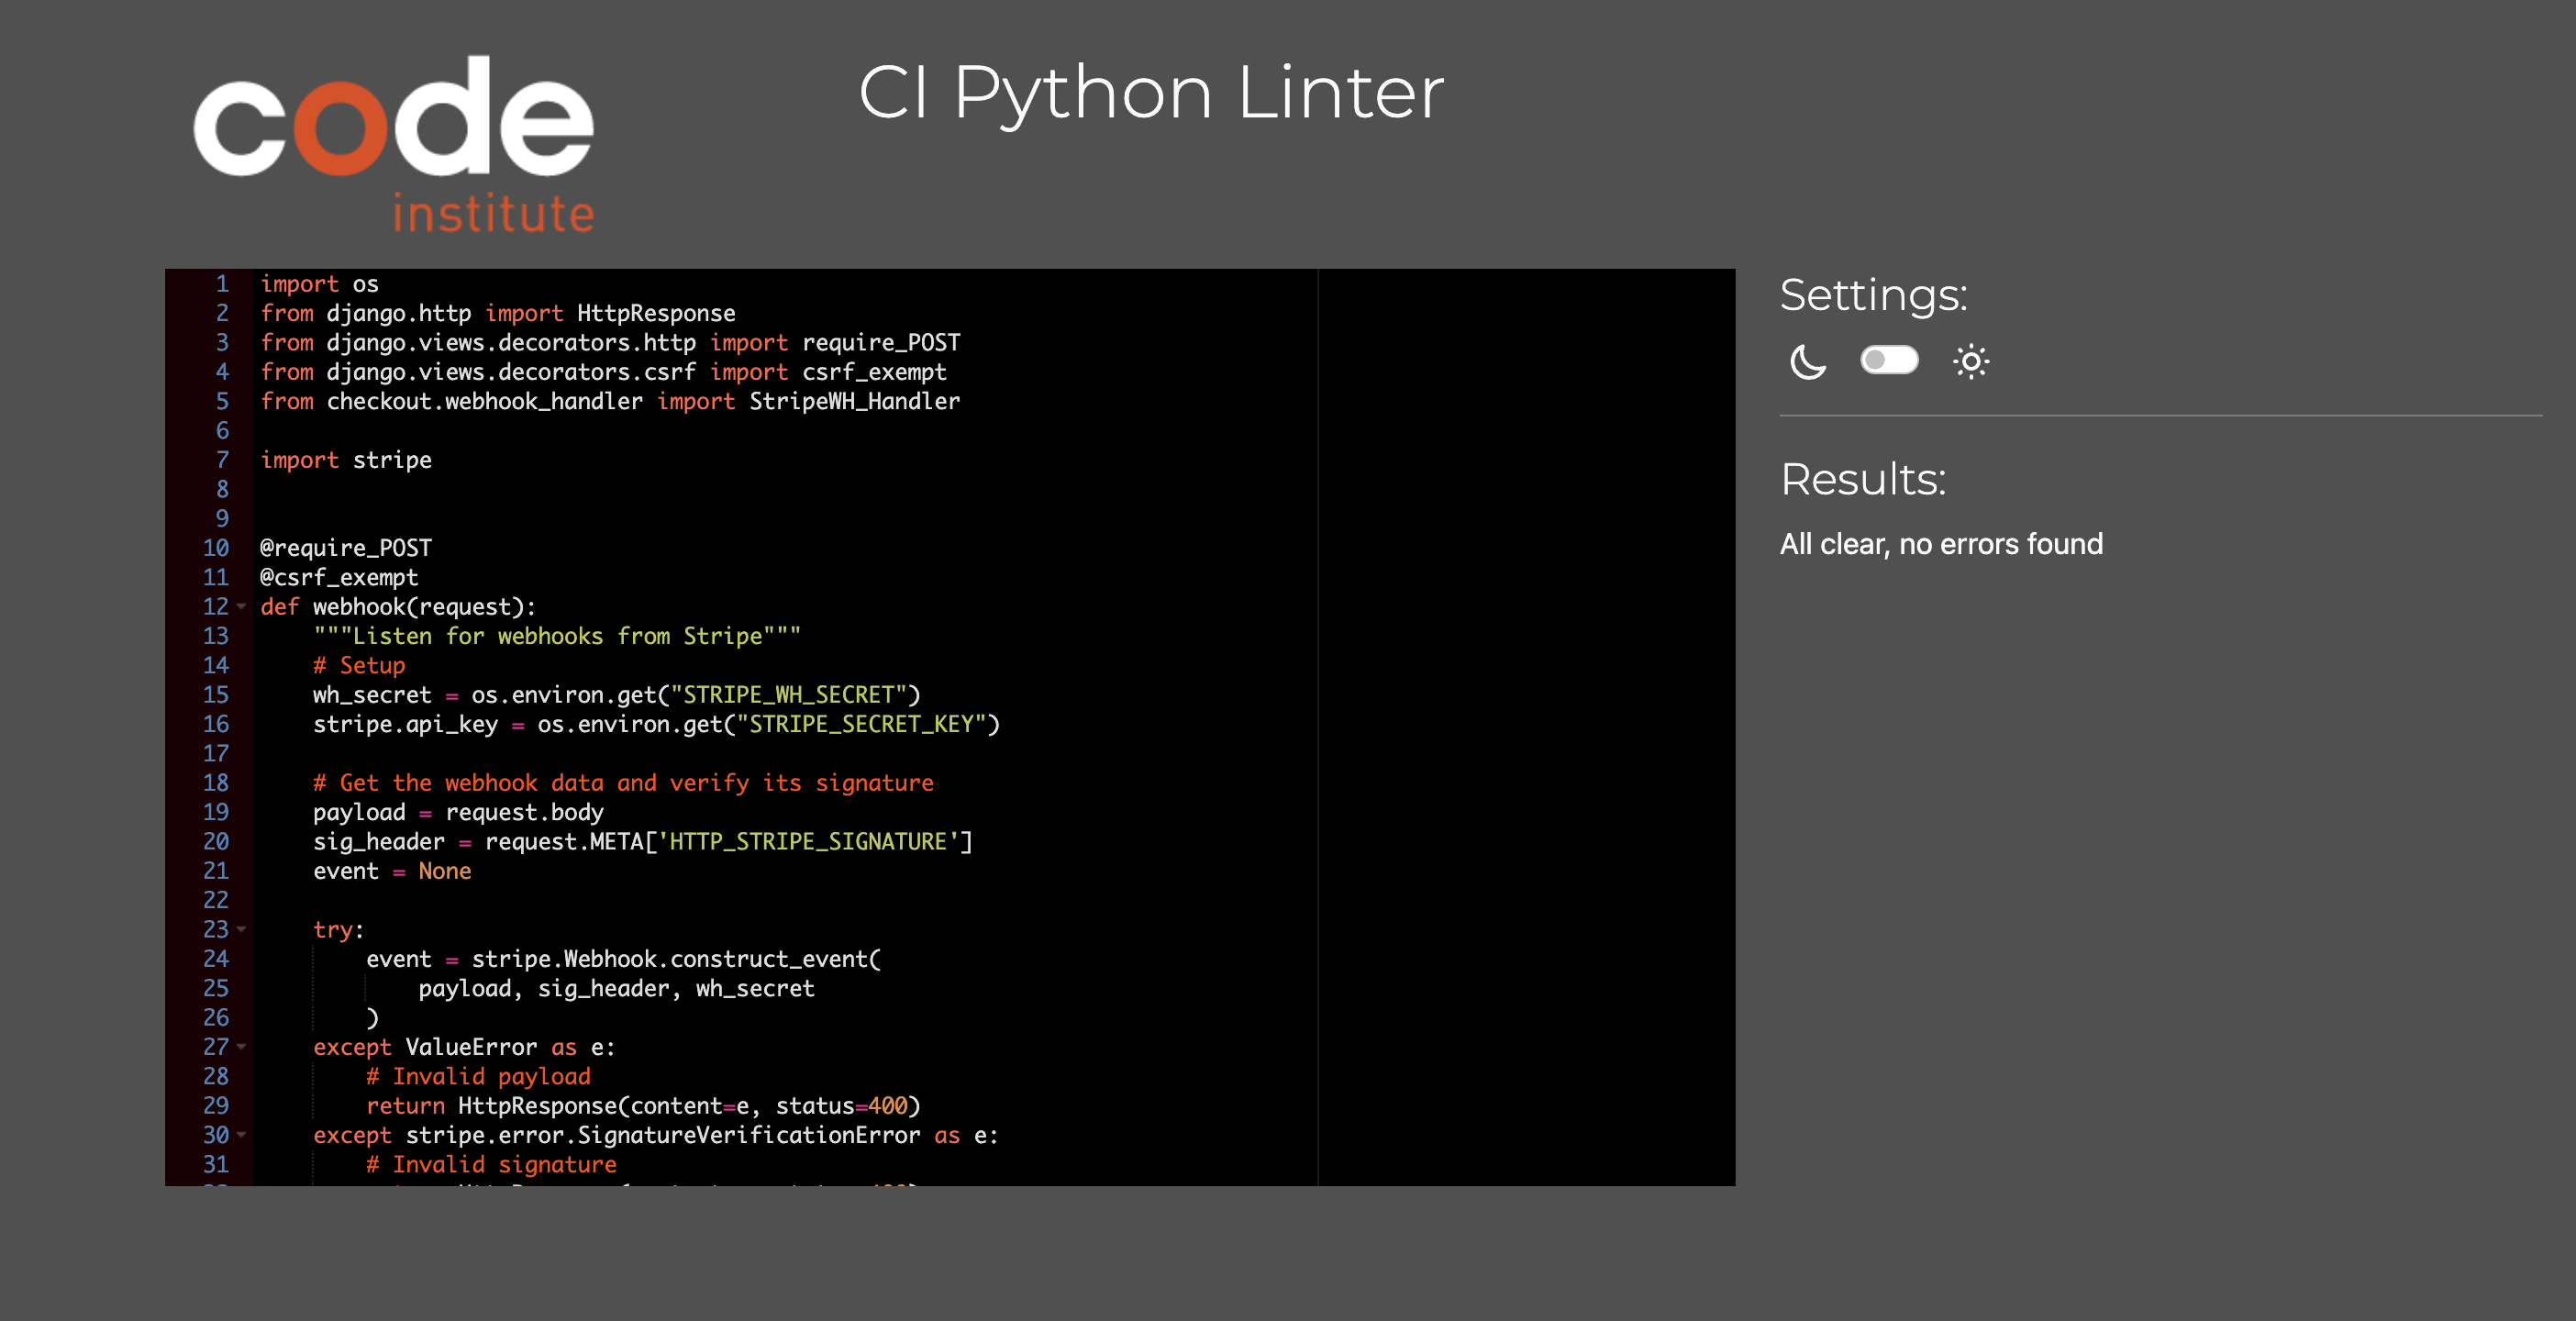 code
institute
CI Python Linter
1 import os
2 from django.http import HttpResponse
3 from django.views.decorators.http import require_POST
4 from django.views.decorators.csrf import csrf_exempt
5 from checkout.webhook_handler import StripeWH_Handler
6
7 import stripe
8
9
10 @require_POST
11 @csrf_exempt
12 def webhook(request):
13     """Listen for webhooks from Stripe"""
14     # Setup
15     wh_secret = os.environ.get("STRIPE_WH_SECRET")
16     stripe.api_key = os.environ.get("STRIPE_SECRET_KEY")
17
18     # Get the webhook data and verify its signature
19     payload = request.body
20     sig_header = request.META['HTTP_STRIPE_SIGNATURE']
21     event = None
22
23     try:
24         event = stripe.Webhook.construct_event(
25             payload, sig_header, wh_secret
26         )
27     except ValueError as e:
28         # Invalid payload
29         return HttpResponse(content=e, status=400)
30     except stripe.error.SignatureVerificationError as e:
31         # Invalid signature
Settings:
Results:
All clear, no errors found